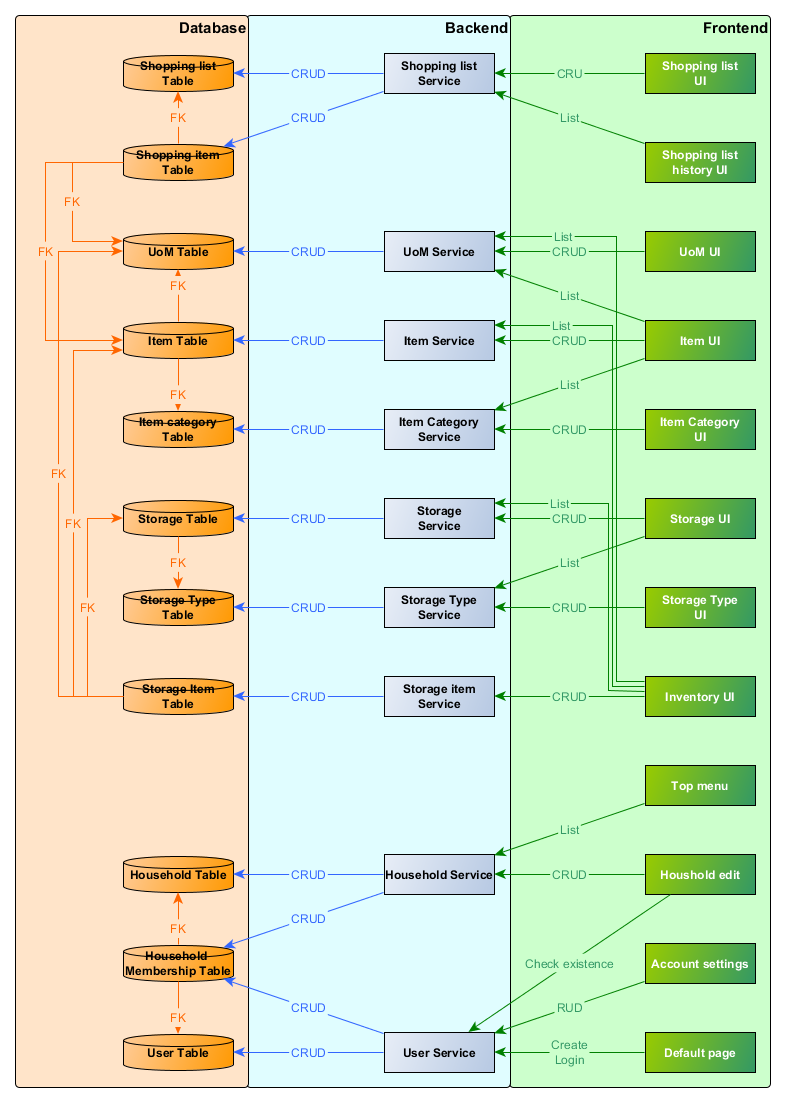 Database
Backend
Frontend
Shopping list
Table
CRUD
Shopping list
Service
CRU
Shopping list
UI
FK
CRUD
List
Shopping item
Table
Shopping list
history UI
FK
FK
UoM Table
CRUD
UoM Service
List
CRUD
UoM UI
FK
List
Item Table
CRUD
Item Service
List
CRUD
Item UI
FK
List
Item category
Table
CRUD
Item Category
Service
CRUD
Item Category
UI
FK
FK
Storage Table
CRUD
Storage
Service
List
CRUD
Storage UI
FK
List
FK
Storage Type
Table
CRUD
Storage Type
Service
CRUD
Storage Type
UI
Storage Item
Table
CRUD
Storage item
Service
CRUD
Inventory UI
Top menu
List
Household Table
CRUD
Household Service
CRUD
Houshold edit
FK
CRUD
Household
Membership Table
Check existence
Account settings
FK
CRUD
RUD
User Table
CRUD
User Service
Create
Login
Default page